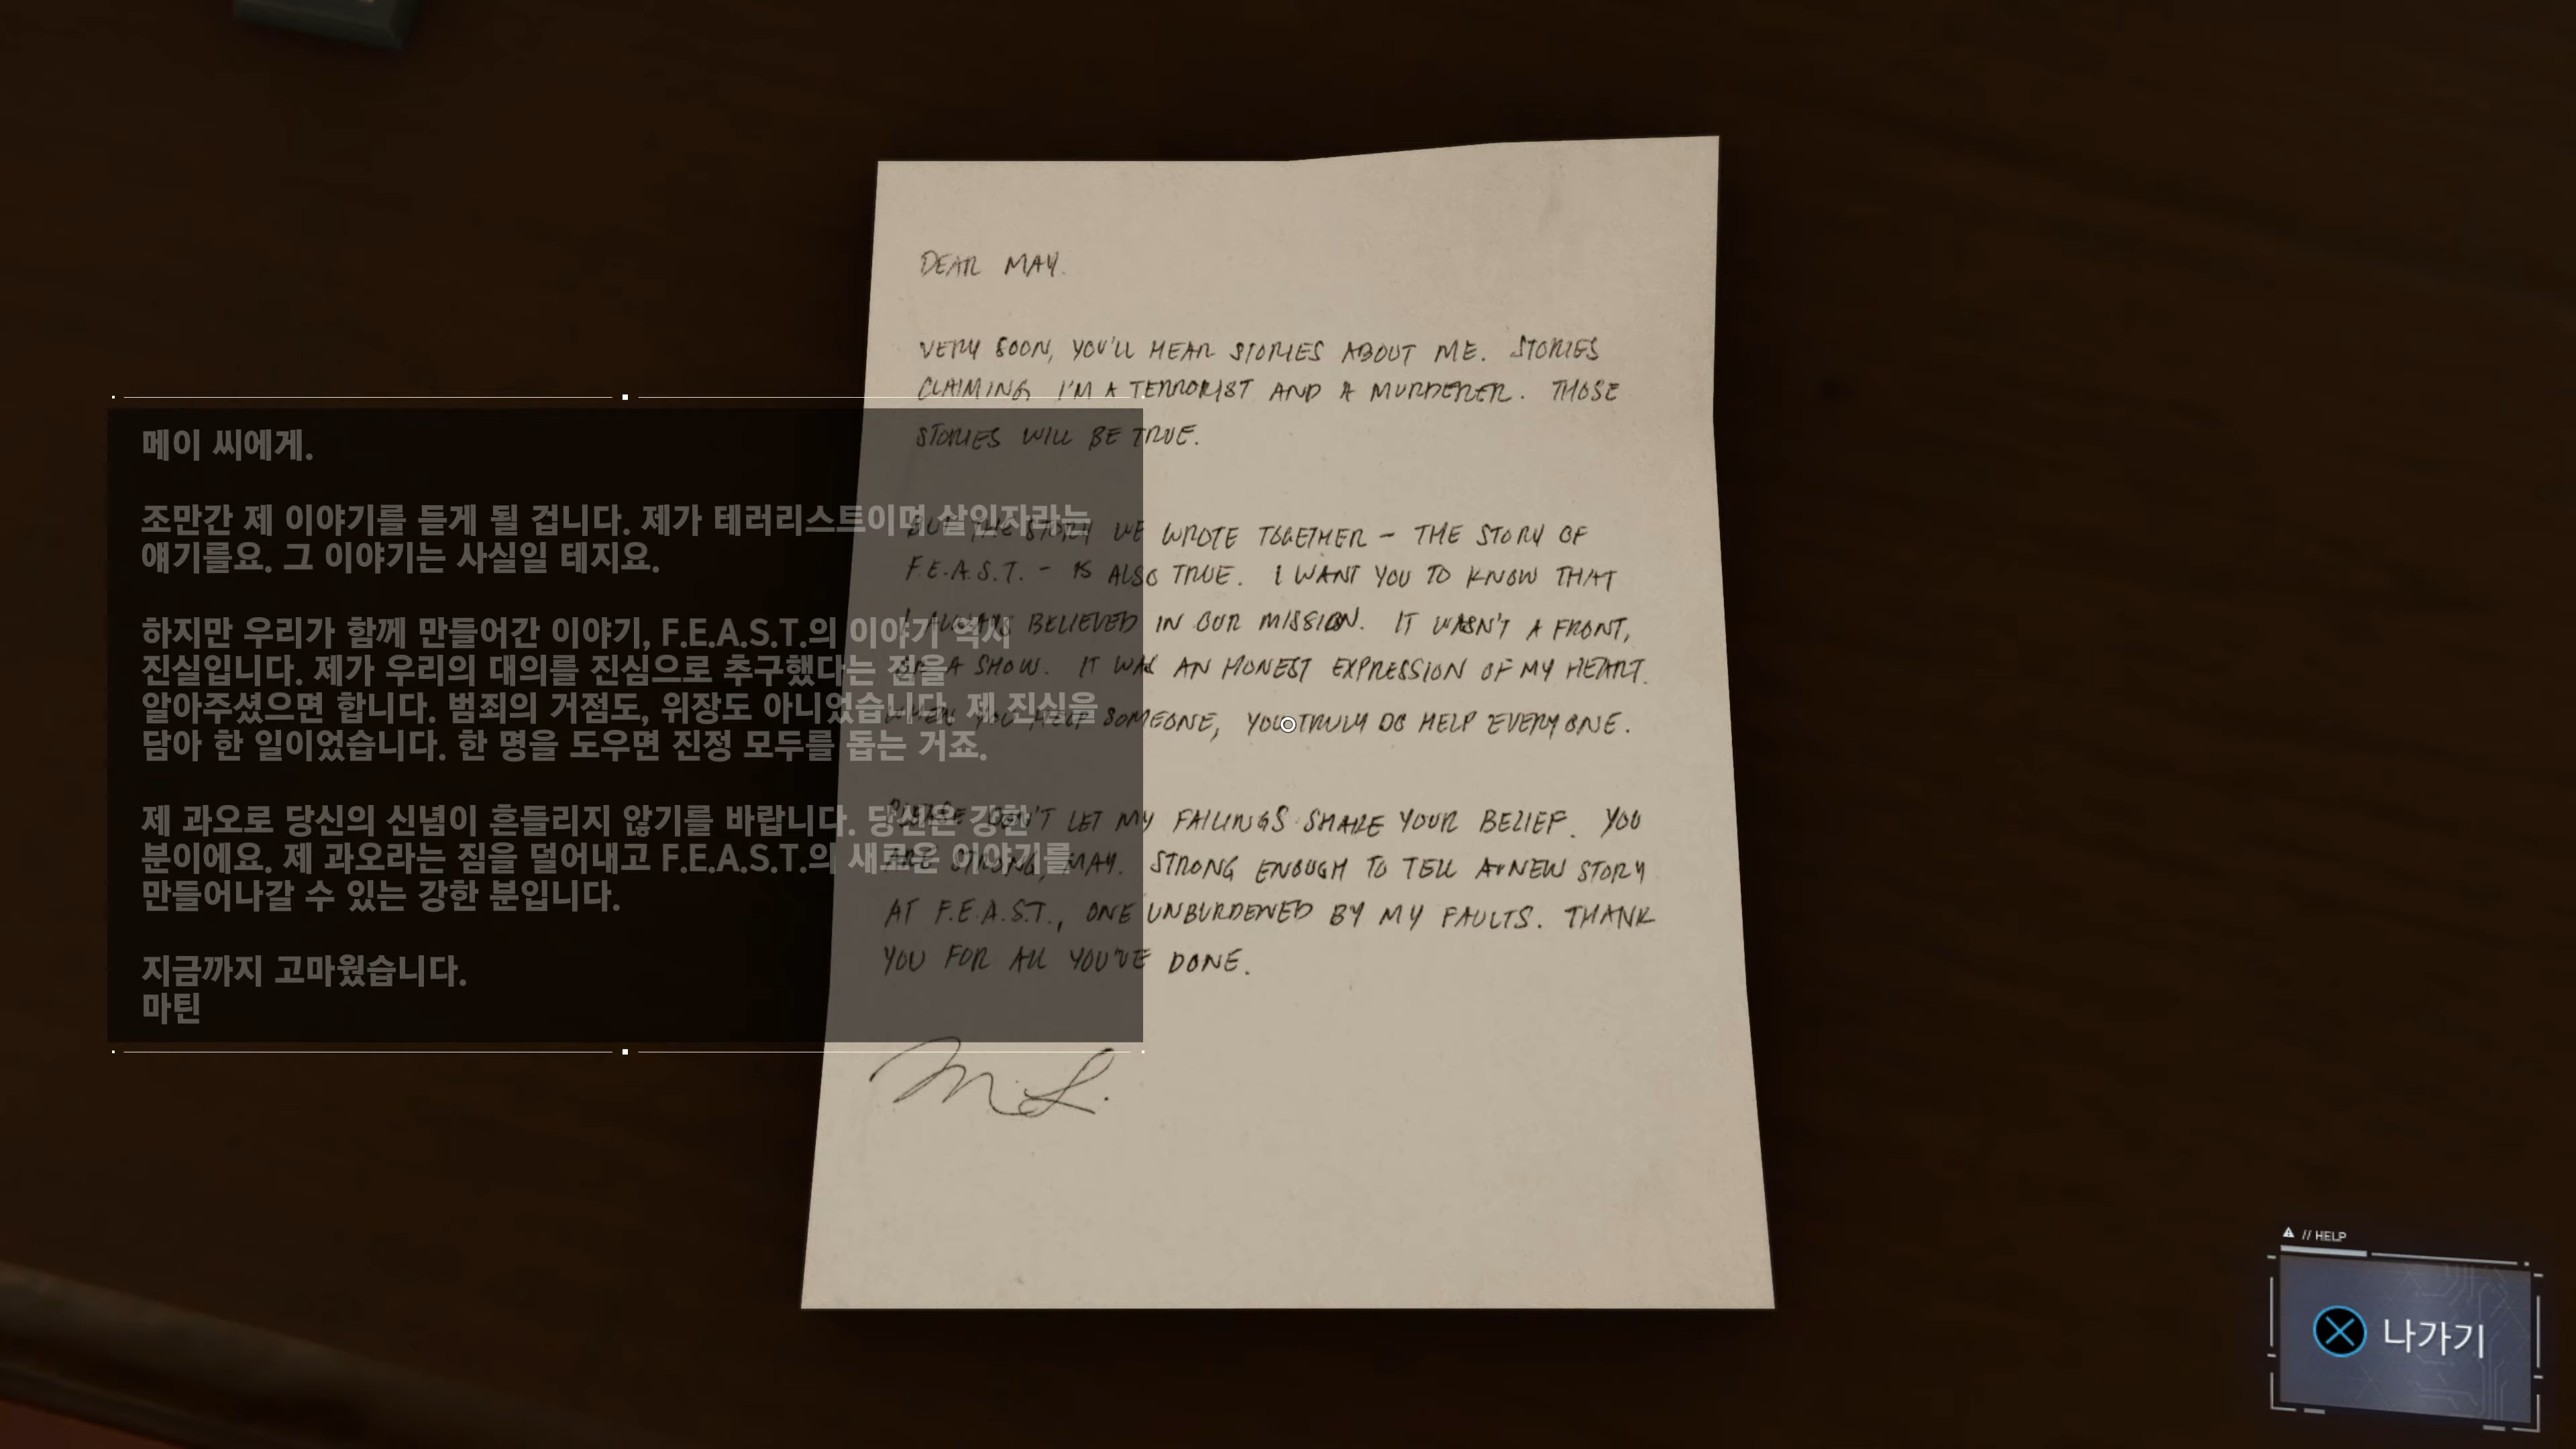 DEAR MAY.
VERY SOON, YOU'LL HEAR STORIES ABOUT ME. STORIES
CLAIMING I'M A TERRORIST AND A MURDERER. THOSE
STORIES WILL BE TRUE.
BUT THE STORY WE WROTE TOGETHER - THE STORY OF
F.E.A.S.T. - IS ALSO TRUE. I WANT YOU TO KNOW THAT
I ALWAYS BELIEVED IN OUR MISSION. IT WASN'T A FRONT,
OR A SHOW. IT WAS AN HONEST EXPRESSION OF MY HEART.
WHEN YOU HELP SOMEONE, YOU TRULY DO HELP EVERYONE.
PLEASE DON'T LET MY FAILINGS SHAKE YOUR BELIEF. YOU
ARE STRONG, MAY. STRONG ENOUGH TO TELL A NEW STORY
AT F.E.A.S.T., ONE UNBURDENED BY MY FAULTS. THANK
YOU FOR ALL YOU'VE DONE.
M L.
메이 씨에게.
조만간 제 이야기를 듣게 될 겁니다. 제가 테러리스트이며 살인자라는
얘기를요. 그 이야기는 사실일 테지요.
하지만 우리가 함께 만들어간 이야기, F.E.A.S.T.의 이야기 역시
진실입니다. 제가 우리의 대의를 진심으로 추구했다는 점을
알아주셨으면 합니다. 범죄의 거점도, 위장도 아니었습니다. 제 진심을
담아 한 일이었습니다. 한 명을 도우면 진정 모두를 돕는 거죠.
제 과오로 당신의 신념이 흔들리지 않기를 바랍니다. 당신은 강한
분이에요. 제 과오라는 짐을 덜어내고 F.E.A.S.T.의 새로운 이야기를
만들어나갈 수 있는 강한 분입니다.
지금까지 고마웠습니다.
마틴
// HELP
나가기